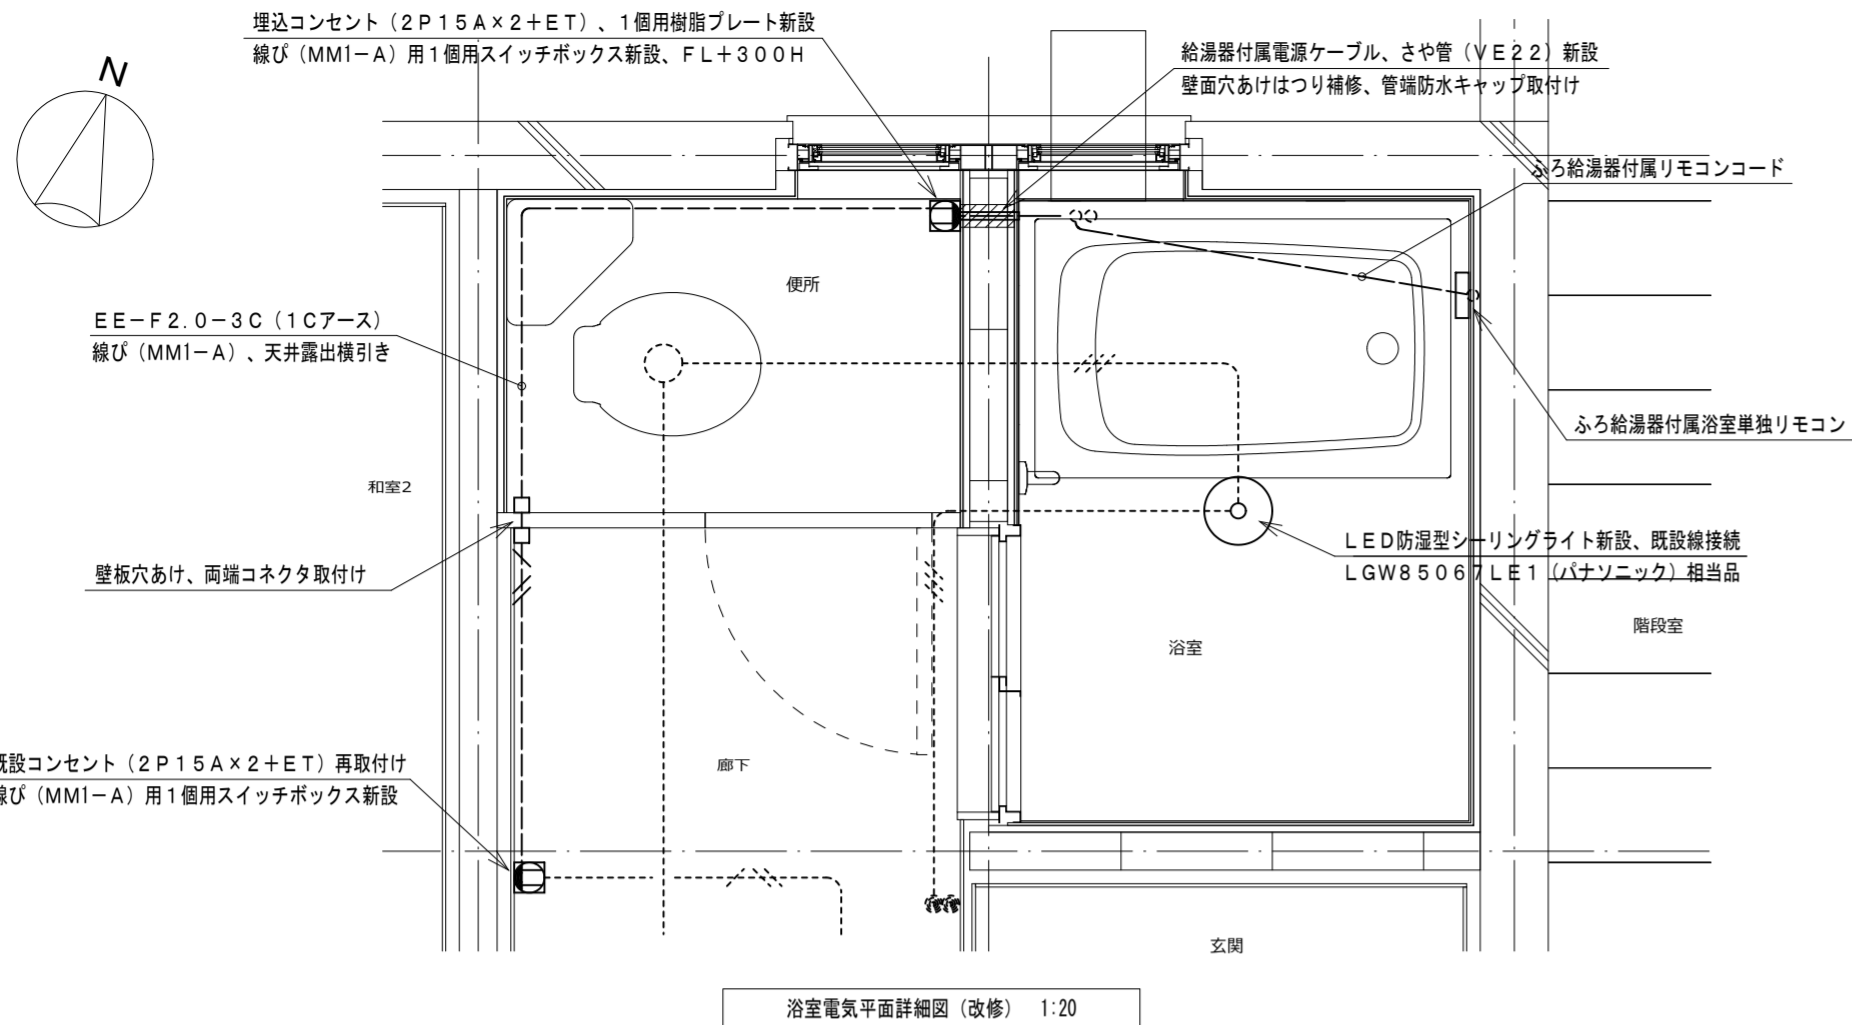 埋込コンセント（2P15A×2+ET）、1個用樹脂プレート新設
線ぴ（MM1-A）用1個用スイッチボックス新設、FL+300H
給湯器付属電源ケーブル、さや管（VE22）新設
壁面穴あけはつり補修、管端防水キャップ取付け
N
ふろ給湯器付属リモコンコード
便所
EE-F2.0-3C（1Cアース）
線ぴ（MM1-A）、天井露出横引き
ふろ給湯器付属浴室単独リモコン
和室2
LED防湿型シーリングライト新設、既設線接続
LGW85067LE1（パナソニック）相当品
壁板穴あけ、両端コネクタ取付け
階段室
浴室
既設コンセント（2P15A×2+ET）再取付け
線ぴ（MM1-A）用1個用スイッチボックス新設
廊下
玄関
浴室電気平面詳細図（改修） 1:20